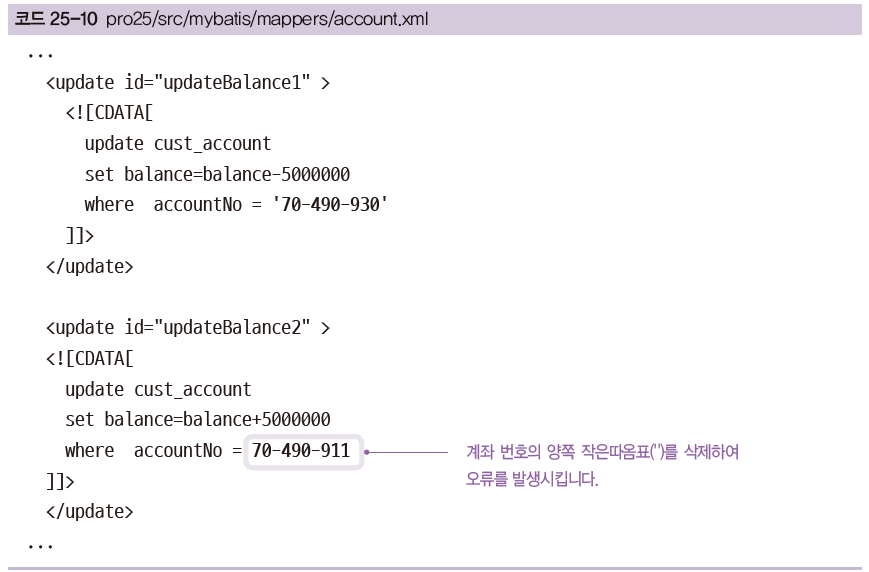 코드 25-10 pro25/src/mybatis/mappers/account.xml
...
<update id="updateBalance1" >
<![CDATA[
update cust_account
set balance=balance-5000000
where  accountNo = '70-490-930'
]]>
</update>
<update id="updateBalance2" >
<![CDATA[
update cust_account
set balance=balance+5000000
where  accountNo = 70-490-911
계좌 번호의 양쪽 작은따옴표('')를 삭제하여
오류를 발생시킵니다.
]]>
</update>
...